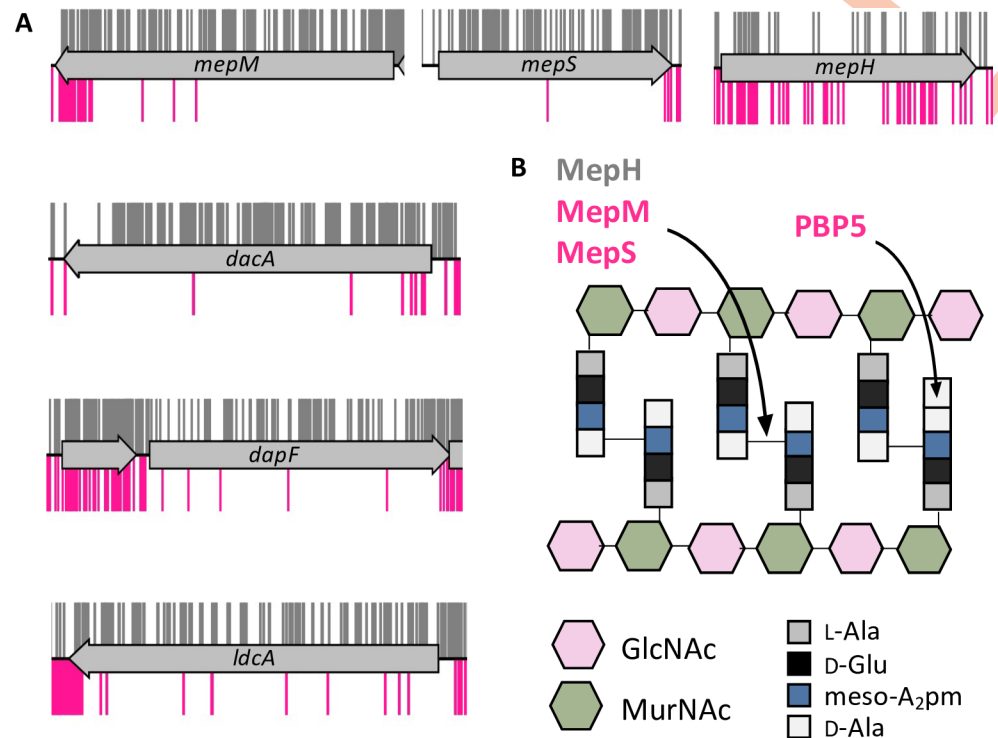 A
mepM
mepS
mepH
dacA
dapF
ldcA
B
MepH
MepM
MepS
PBP5
GlcNAc
MurNAc
L-Ala
D-Glu
meso-A₂pm
D-Ala